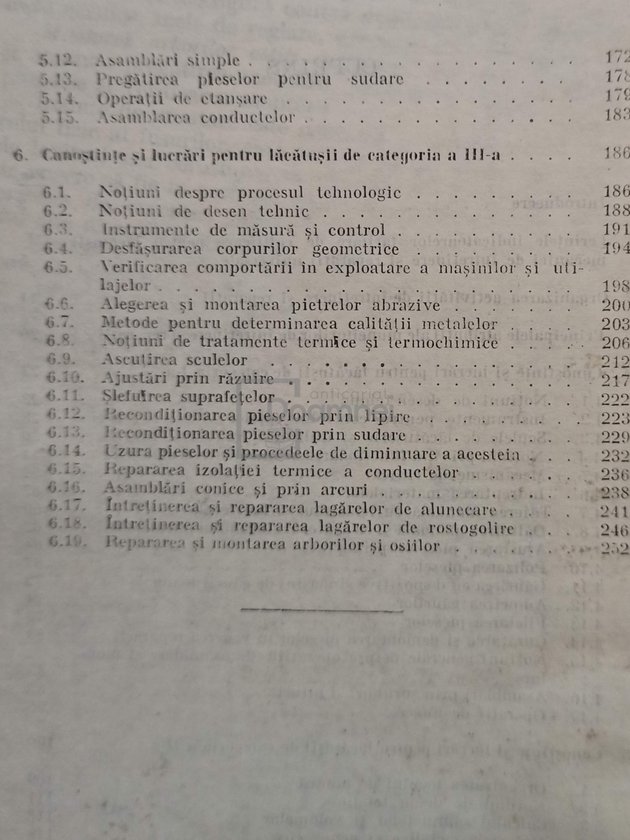 5.12. Asamblări simple . . . . . . . . . . . . . . 172
5.13. Pregătirea pieselor pentru sudare . . . . . . . 178
5.14. Operații de etanșare . . . . . . . . . . . . . 179
5.15. Asamblarea conductelor . . . . . . . . . . . . 183
6. Cunoștințe și lucrări pentru lăcătușii de categoria a III-a . . . . 186
6.1. Noțiuni despre procesul tehnologic . . . . . . . 186
6.2. Noțiuni de desen tehnic . . . . . . . . . . . . 188
6.3. Instrumente de măsură și control . . . . . . . . 191
6.4. Desfășurarea corpurilor geometrice . . . . . . . 194
6.5. Verificarea comportării în exploatare a mașinilor și uti-
lajelor . . . . . . . . . . . . . . . . . . 198
6.6. Alegerea și montarea pietrelor abrazive . . . . . 200
6.7. Metode pentru determinarea calității metalelor . . . 203
6.8. Noțiuni de tratamente termice și termochimice . . . 206
6.9. Ascuțirea sculelor . . . . . . . . . . . . . . 212
6.10. Ajustări prin răzuire . . . . . . . . . . . . . 217
6.11. Șlefuirea suprafețelor . . . . . . . . . . . . . 222
6.12. Recondiționarea pieselor prin lipire . . . . . . . 223
6.13. Recondiționarea pieselor prin sudare . . . . . . . 229
6.14. Uzura pieselor și procedeele de diminuare a acesteia . . . 232
6.15. Repararea izolației termice a conductelor . . . . . 236
6.16. Asamblări conice și prin arcuri . . . . . . . . . 238
6.17. Întreținerea și repararea lagărelor de alunecare . . . . 241
6.18. Întreținerea și repararea lagărelor de rostogolire . . . 246
6.19. Repararea și montarea arborilor și osiilor . . . . . . 252